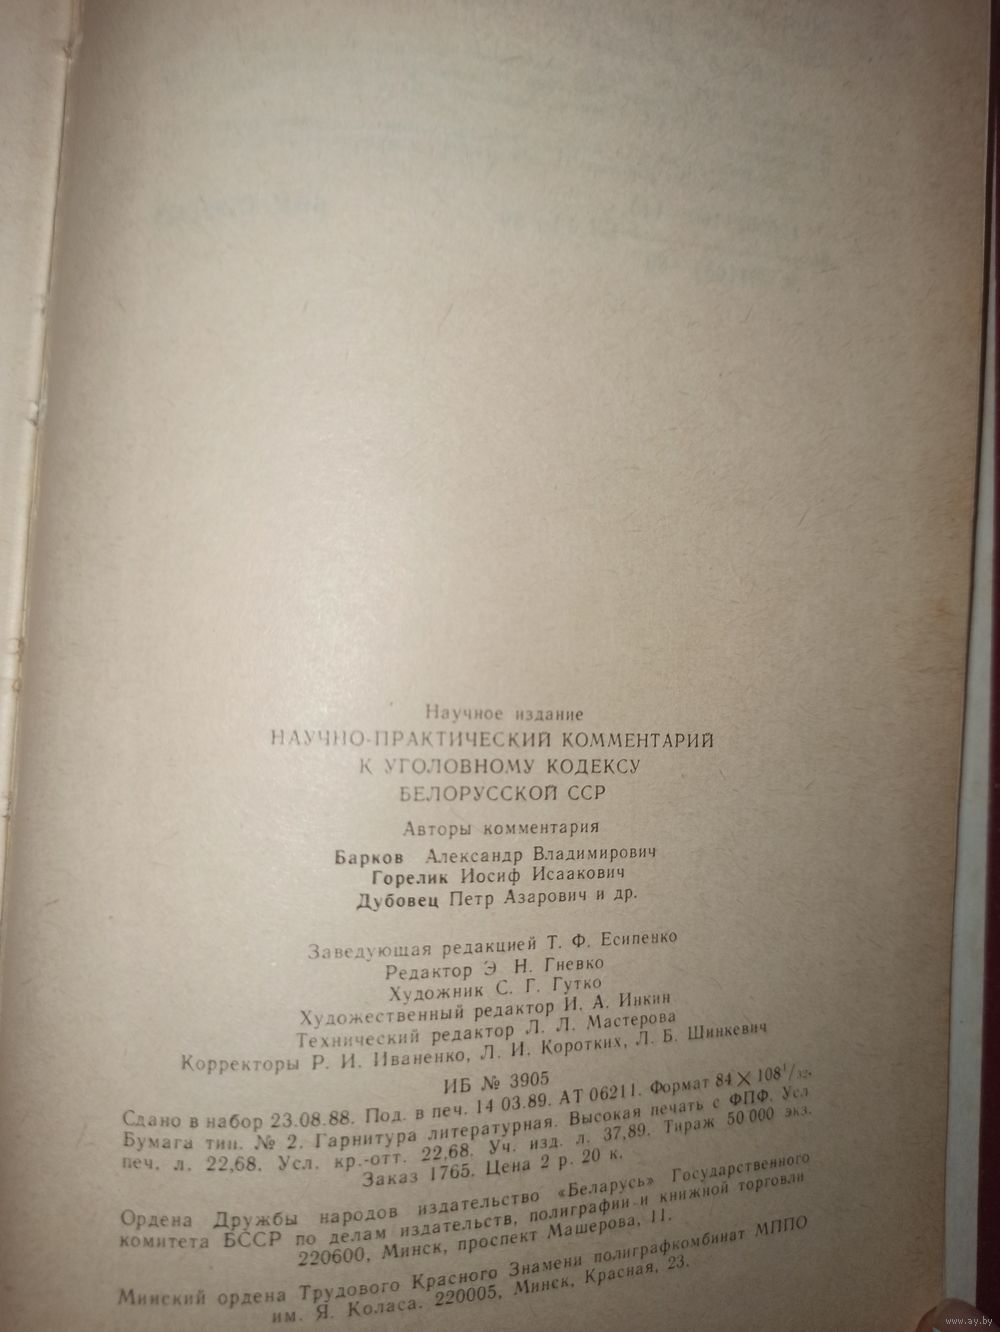 Научное издание
НАУЧНО-ПРАКТИЧЕСКИЙ КОММЕНТАРИЙ
К УГОЛОВНОМУ КОДЕКСУ
БЕЛОРУССКОЙ ССР
Авторы комментария
Барков Александр Владимирович
Горелик Иосиф Исаакович
Дубовец Петр Азарович и др.
Заведующая редакцией Т. Ф. Есипенко
Редактор Э. Н. Гневко
Художник С. Г. Гутко
Художественный редактор И. А. Инкин
Технический редактор Л. Л. Мастерова
Корректоры Р. И. Иваненко, Л. И. Коротких, Л. Б. Шинкевич
ИБ № 3905
Сдано в набор 23.08.88. Под. в печ. 14 03.89. АТ 06211. Формат 84 × 108¹/₃₂.
Бумага тип. № 2. Гарнитура литературная. Высокая печать с ФПФ. Усл
печ. л. 22,68. Усл. кр.-отт. 22,68. Уч. изд. л. 37,89. Тираж 50 000 экз.
Заказ 1765. Цена 2 р. 20 к.
Ордена Дружбы народов издательство «Беларусь» Государственного
комитета БССР по делам издательств, полиграфии и книжной торговли
220600, Минск, проспект Машерова, 11.
Минский ордена Трудового Красного Знамени полиграфкомбинат МППО
им. Я. Коласа. 220005, Минск, Красная, 23.
www.ay.by